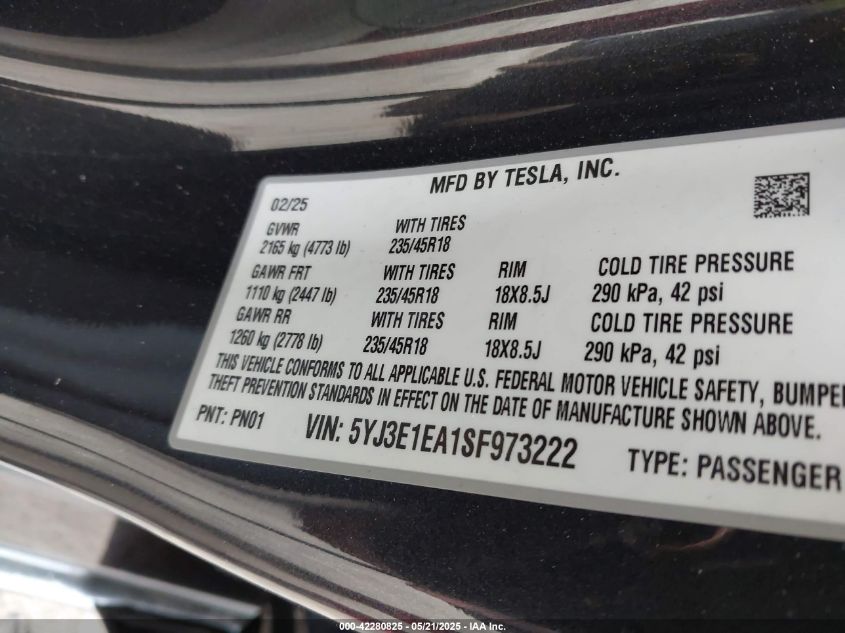 MFD BY TESLA, INC.
02/25
GVWR WITH TIRES
2165 kg (4773 lb) 235/45R18
GAWR FRT WITH TIRES RIM COLD TIRE PRESSURE
1110 kg (2447 lb) 235/45R18 18X8.5J 290 kPa, 42 psi
GAWR RR WITH TIRES RIM COLD TIRE PRESSURE
1260 kg (2778 lb) 235/45R18 18X8.5J 290 kPa, 42 psi
THIS VEHICLE CONFORMS TO ALL APPLICABLE U.S. FEDERAL MOTOR VEHICLE SAFETY, BUMPER
THEFT PREVENTION STANDARDS IN EFFECT ON THE DATE OF MANUFACTURE SHOWN ABOVE.
PNT: PN01 VIN: 5YJ3E1EA1SF973222 TYPE: PASSENGER
000-42280825 - 05/21/2025 - IAA Inc.